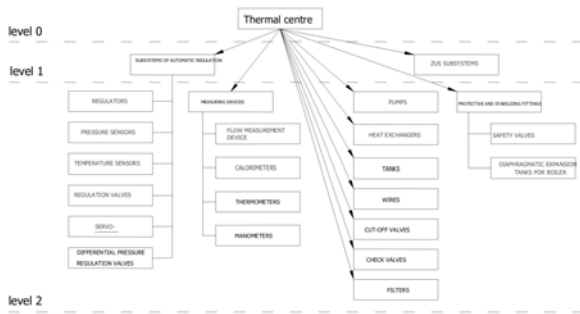 Thermal centre
level 0
SUBSYSTEMS OF AUTOMATIC REGULATION
ZUS SUBSYSTEMS
level 1
REGULATORS
MEASURING DEVICES
PUMPS
PROTECTIVE AND STABILIZING FITTINGS
PRESSURE SENSORS
FLOW MEASUREMENT
DEVICE
HEAT EXCHANGERS
SAFETY VALVES
TEMPERATURE SENSORS
CALORIMETERS
TANKS
DIAPHRAGMATIC EXPANSION
TANKS FOR BOILER
REGULATION VALVES
THERMOMETERS
WIRES
SERVO-
MANOMETERS
CUT-OFF VALVES
DIFFERENTIAL PRESSURE
REGULATION VALVES
CHECK VALVES
FILTERS
level 2